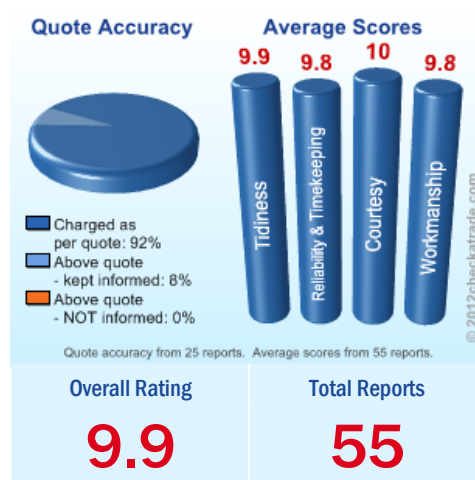 Quote Accuracy
Average Scores
9.9
9.8
10
9.8
Tidiness
Reliability & Timekeeping
Courtesy
Workmanship
Charged as
per quote: 92%
Above quote
- kept informed: 8%
Above quote
- NOT informed: 0%
© 2012checkatrade.com
Quote accuracy from 25 reports. Average scores from 55 reports.
Overall Rating
Total Reports
9.9
55